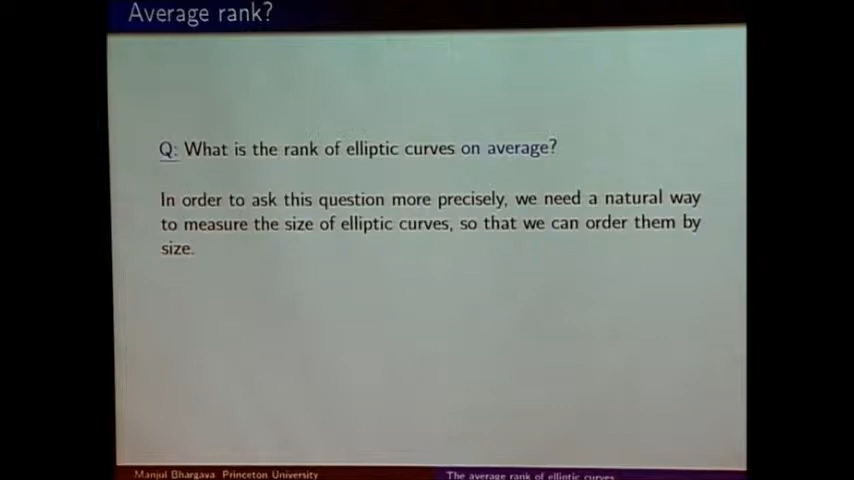 Average rank?
Q: What is the rank of elliptic curves on average?
In order to ask this question more precisely, we need a natural way
to measure the size of elliptic curves, so that we can order them by
size.
Manjul Bhargava Princeton University
The average rank of elliptic curves